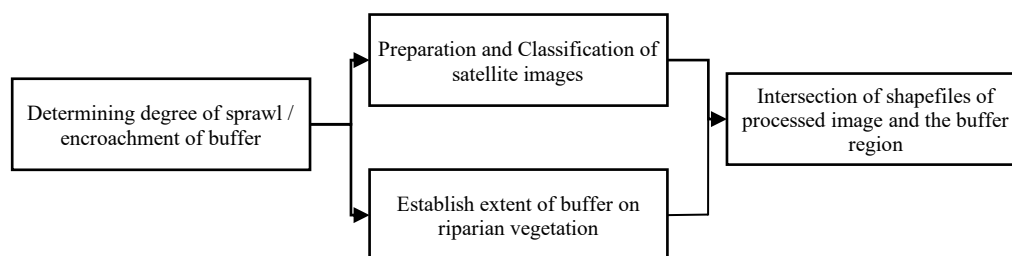 Determining degree of sprawl /
encroachment of buffer
Preparation and Classification of
satellite images
Establish extent of buffer on
riparian vegetation
Intersection of shapefiles of
processed image and the buffer
region